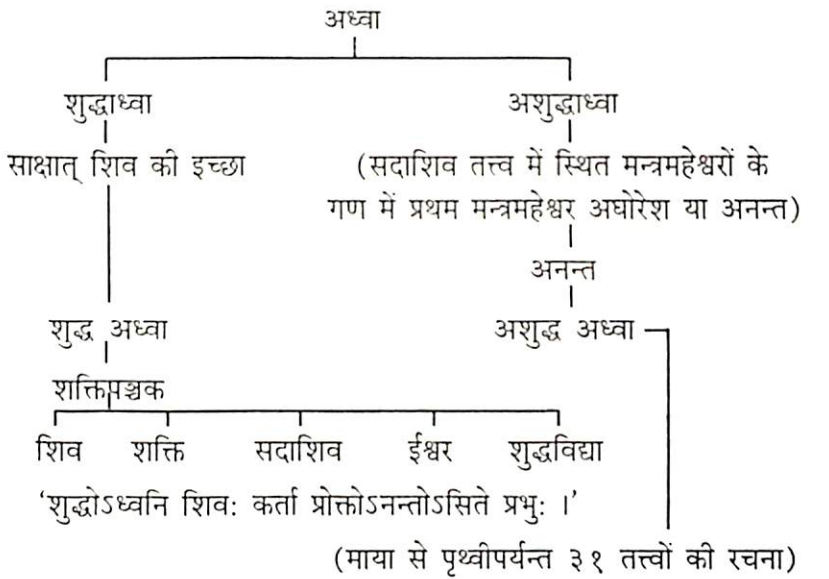 अध्वा
शुद्धाध्वा अशुद्धाध्वा
साक्षात् शिव की इच्छा (सदाशिव तत्त्व में स्थित मन्त्रमहेश्वरों के
गण में प्रथम मन्त्रमहेश्वर अघोरेश या अनन्त)
अनन्त
शुद्ध अध्वा अशुद्ध अध्वा
शक्तिपञ्चक
शिव शक्ति सदाशिव ईश्वर शुद्धविद्या
‘शुद्धोऽध्वनि शिवः कर्ता प्रोक्तोऽनन्तोऽसिते प्रभुः ।’
(माया से पृथ्वीपर्यन्त ३१ तत्त्वों की रचना)